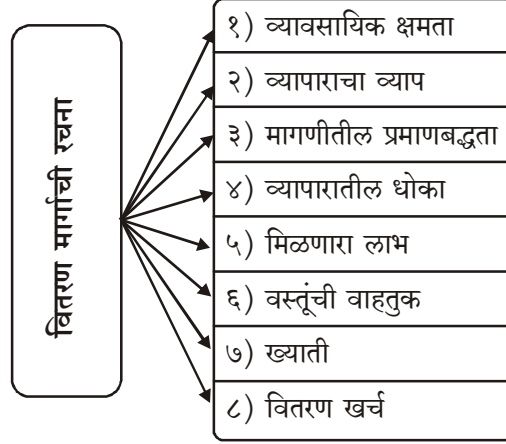 वितरण मार्गाची रचना
१) व्यावसायिक क्षमता
२) व्यापाराचा व्याप
३) मागणीतील प्रमाणबद्धता
४) व्यापारातील धोका
५) मिळणारा लाभ
६) वस्तूंची वाहतुक
७) ख्याती
८) वितरण खर्च